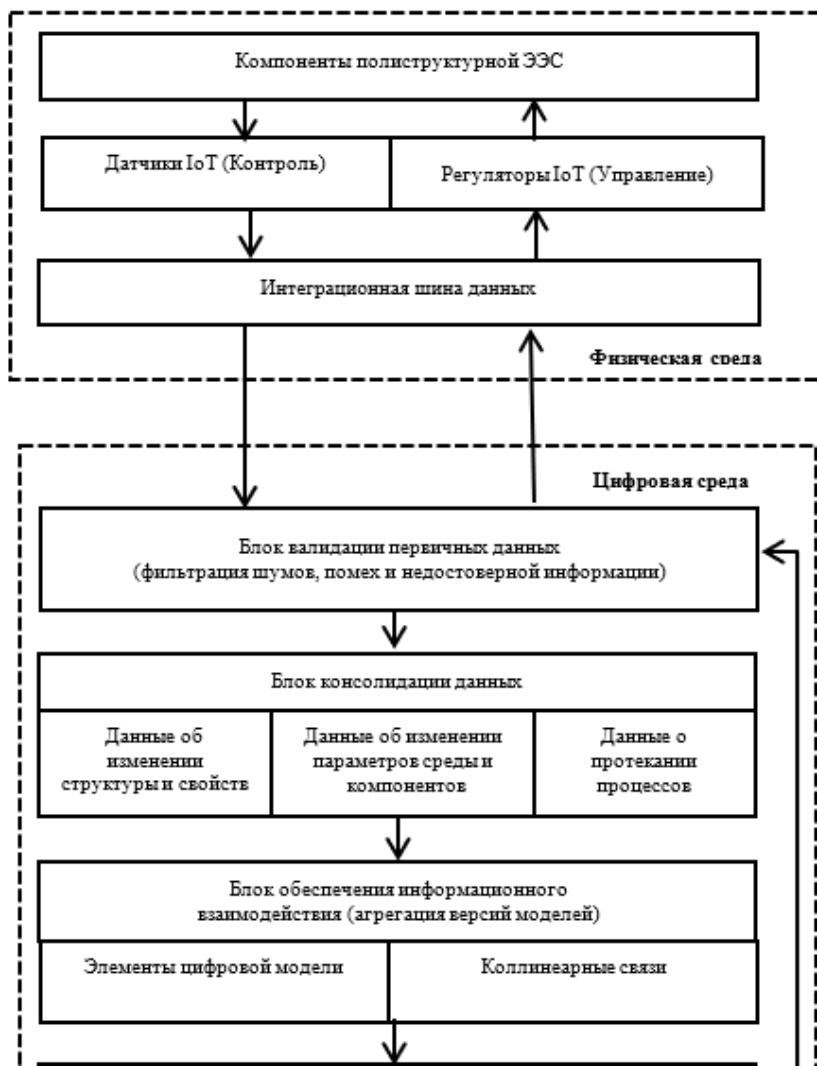 Компоненты полиструктурной ЭЭС
Датчики IoT (Контроль)
Регуляторы IoT (Управление)
Интеграционная шина данных
Физическая среда
Цифровая среда
Блок валидации первичных данных
(фильтрация шумов, помех и недостоверной информации)
Блок консолидации данных
Данные об
изменении
структуры и свойств
Данные об изменении
параметров среды и
компонентов
Данные о
протекании
процессов
Блок обеспечения информационного
взаимодействия (агрегация версий моделей)
Элементы цифровой модели
Коллинеарные связи